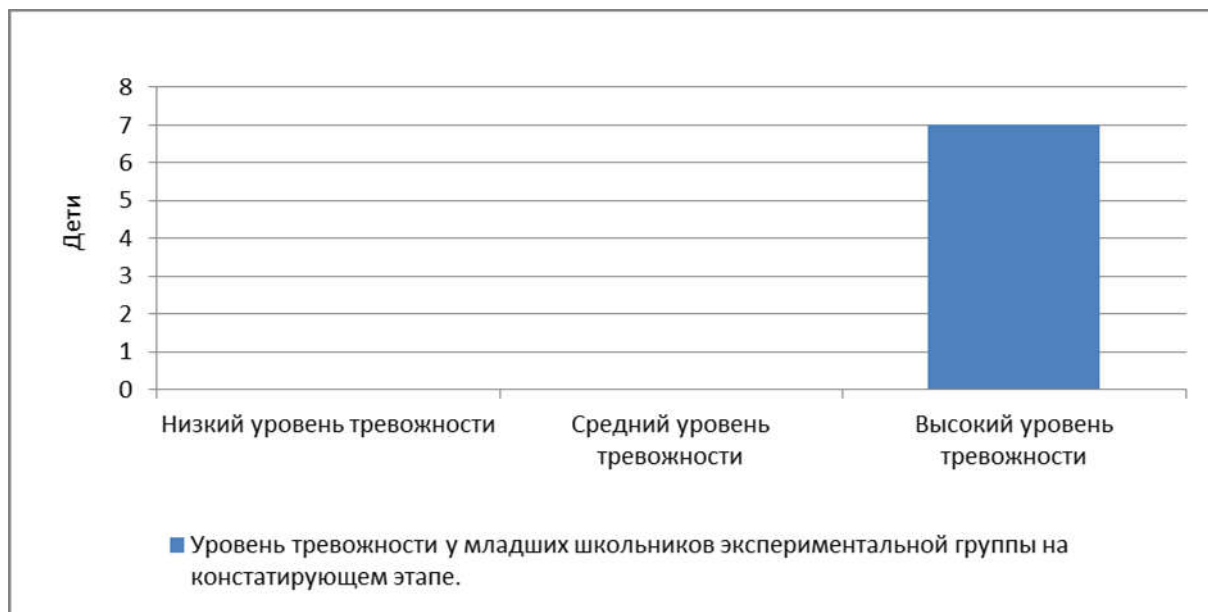 8
7
6
5
4
3
2
1
0
Дети
Низкий уровень тревожности
Средний уровень
тревожности
Высокий уровень
тревожности
Уровень тревожности у младших школьников экспериментальной группы на
констатирующем этапе.